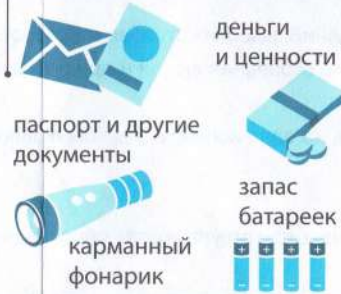 деньги
и ценности
паспорт и другие
документы
запас
батареек
карманный
фонарик